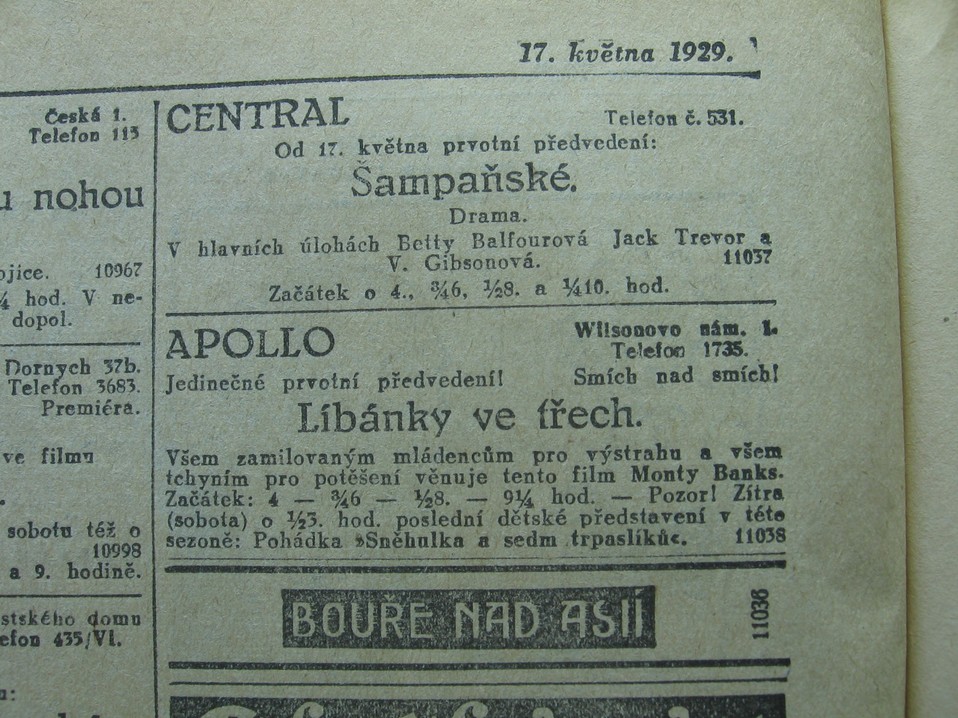 17. května 1929.
Česká 1.
Telefon 113
u nohou
ojice. 10967
¼ hod. V ne-
dopol.
Dornych 37b.
Telefon 3683.
Premiéra.
ve filmu
sobotu též o
10998
a 9. hodině.
stského domu
efon 435/VI.
CENTRAL Telefon č. 531.
Od 17. května prvotní předvedení:
Šampaňské.
Drama.
V hlavních úlohách Betty Balfourová Jack Trevor a
V. Gibsonová. 11037
Začátek o 4., ¾6, ½8. a ¼10. hod.
APOLLO Wilsonovo nám. 1.
Telefon 1735.
Jedinečné prvotní předvedení! Smích nad smích!
Líbánky ve třech.
Všem zamilovaným mládencům pro výstrahu a všem
tchyním pro potěšení věnuje tento film Monty Banks.
Začátek: 4 — ¾6 — ½8. — 9¼ hod. — Pozor! Zítra
(sobota) o ½3. hod. poslední dětské představení v této
sezoně: Pohádka »Sněhulka a sedm trpaslíků«. 11038
BOUŘE NAD ASIÍ 11036